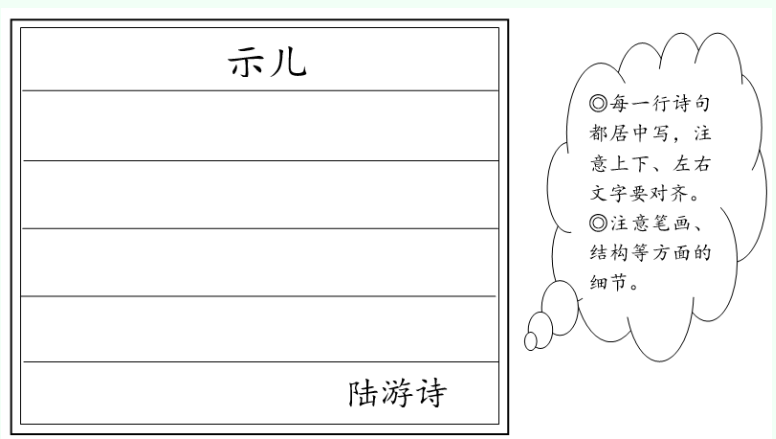 示儿
陆游诗
◎每一行诗句
都居中写，注
意上下、左右
文字要对齐。
◎注意笔画、
结构等方面的
细节。